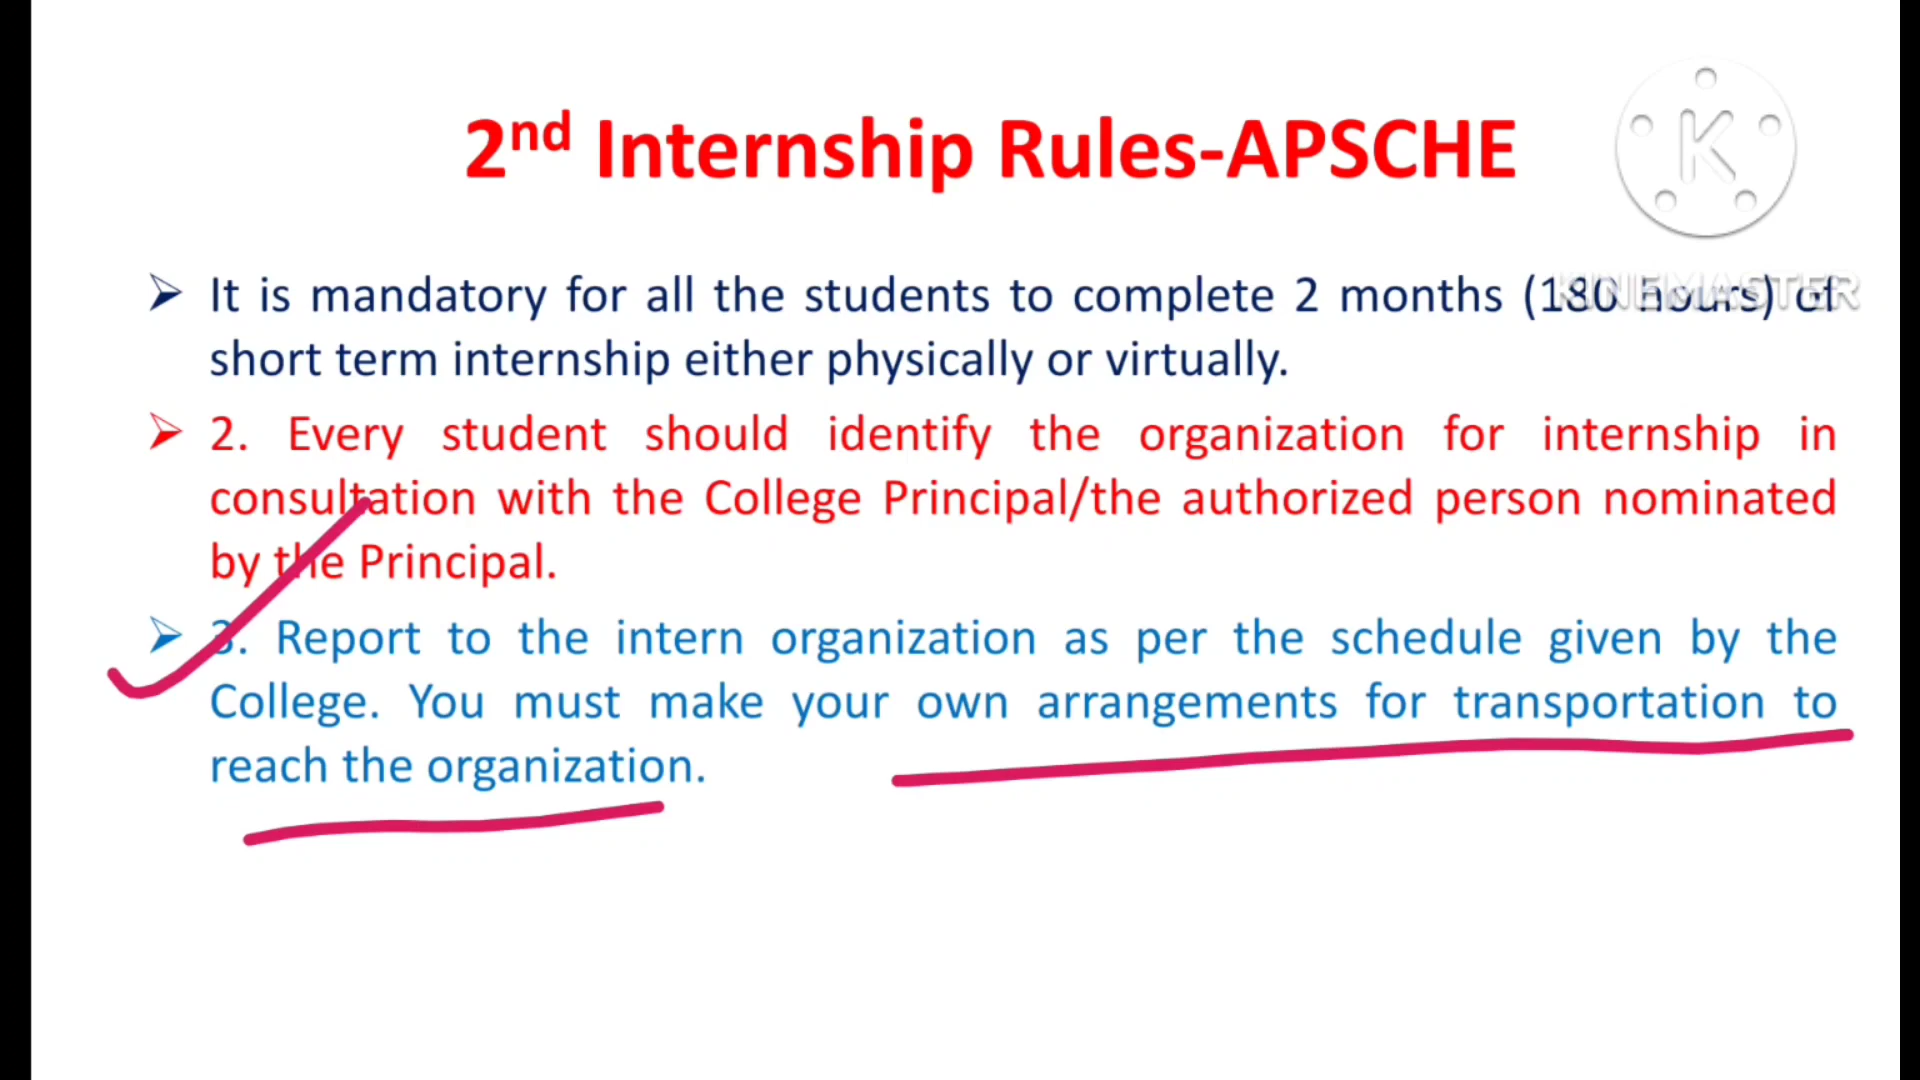 2nd Internship Rules-APSCHE
K
KINEMASTER
It is mandatory for all the students to complete 2 months (180 hours) of
short term internship either physically or virtually.
2. Every student should identify the organization for internship in
consultation with the College Principal/the authorized person nominated
by the Principal.
3. Report to the intern organization as per the schedule given by the
College. You must make your own arrangements for transportation to
reach the organization.